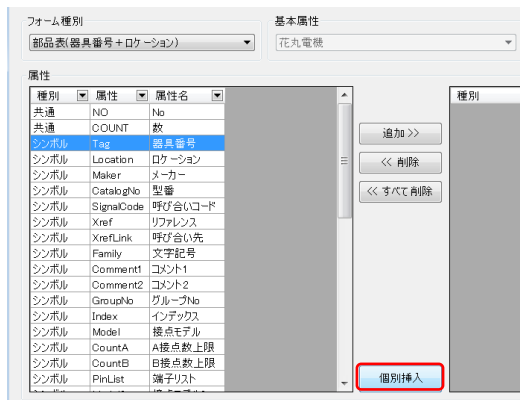 フォーム種別
基本属性
部品表(器具番号+ロケーション)
花丸電機
属性
種別 属性 属性名
種別
共通 NO No
共通 COUNT 数
シンボル Tag 器具番号
シンボル Location ロケーション
シンボル Maker メーカー
シンボル CatalogNo 型番
シンボル SignalCode 呼び合いコード
シンボル Xref リファレンス
シンボル XrefLink 呼び合い先
シンボル Family 文字記号
シンボル Comment1 コメント1
シンボル Comment2 コメント2
シンボル GroupNo グループNo
シンボル Index インデックス
シンボル Model 接点モデル
シンボル CountA A接点数上限
シンボル CountB B接点数上限
シンボル PinList 端子リスト
追加 >>
<< 削除
<< すべて削除
個別挿入